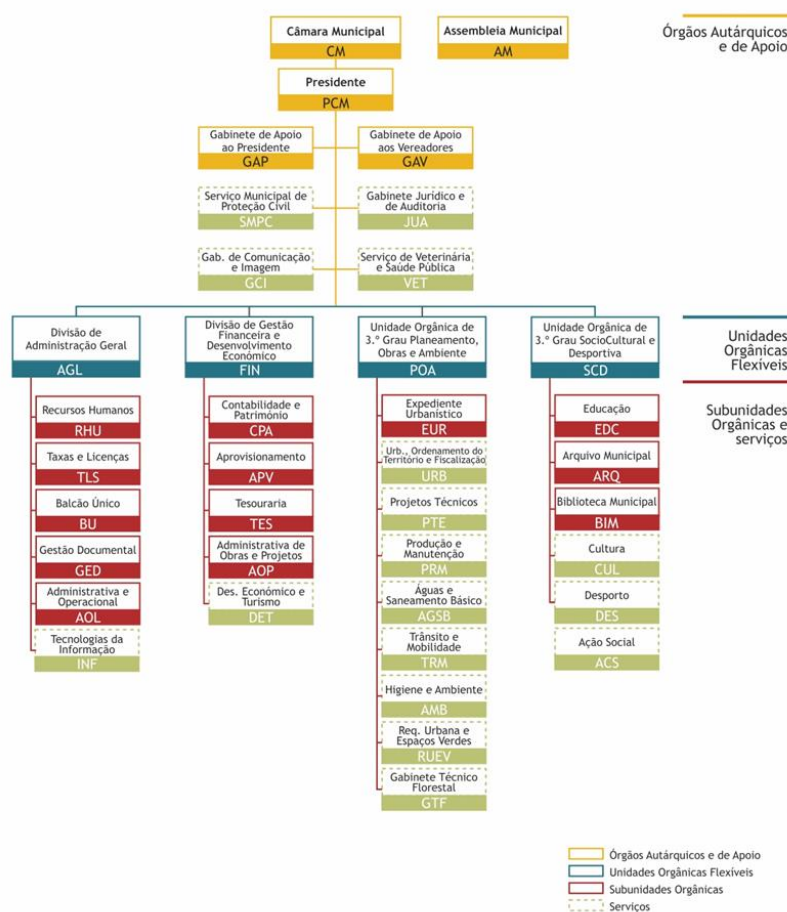 Câmara Municipal
CM
Assembleia Municipal
AM
Órgãos Autárquicos
e de Apoio
Presidente
PCM
Gabinete de Apoio
ao Presidente
GAP
Gabinete de Apoio
aos Vereadores
GAV
Serviço Municipal de
Proteção Civil
SMPC
Gabinete Jurídico e
de Auditoria
JUA
Gab. de Comunicação
e Imagem
GCI
Serviço de Veterinária
e Saúde Pública
VET
Divisão de
Administração Geral
AGL
Divisão de Gestão
Financeira e
Desenvolvimento
Económico
FIN
Unidade Orgânica de
3.º Grau Planeamento,
Obras e Ambiente
POA
Unidade Orgânica de
3.º Grau SocioCultural e
Desportiva
SCD
Unidades
Orgânicas
Flexíveis
Subunidades
Orgânicas e
serviços
Recursos Humanos
RHU
Taxas e Licenças
TLS
Balcão Único
BU
Gestão Documental
GED
Administrativa e
Operacional
AOL
Tecnologias da
Informação
INF
Contabilidade e
Património
CPA
Aprovisionamento
APV
Tesouraria
TES
Administrativa de
Obras e Projetos
AOP
Des. Económico e
Turismo
DET
Expediente
Urbanístico
EUR
Urb., Ordenamento do
Território e Fiscalização
URB
Projetos Técnicos
PTE
Produção e
Manutenção
PRM
Águas e
Saneamento Básico
AGSB
Trânsito e
Mobilidade
TRM
Higiene e Ambiente
AMB
Req. Urbana e
Espaços Verdes
RUEV
Gabinete Técnico
Florestal
GTF
Educação
EDC
Arquivo Municipal
ARQ
Biblioteca Municipal
BIM
Cultura
CUL
Desporto
DES
Ação Social
ACS
Órgãos Autárquicos e de Apoio
Unidades Orgânicas Flexíveis
Subunidades Orgânicas
Serviços